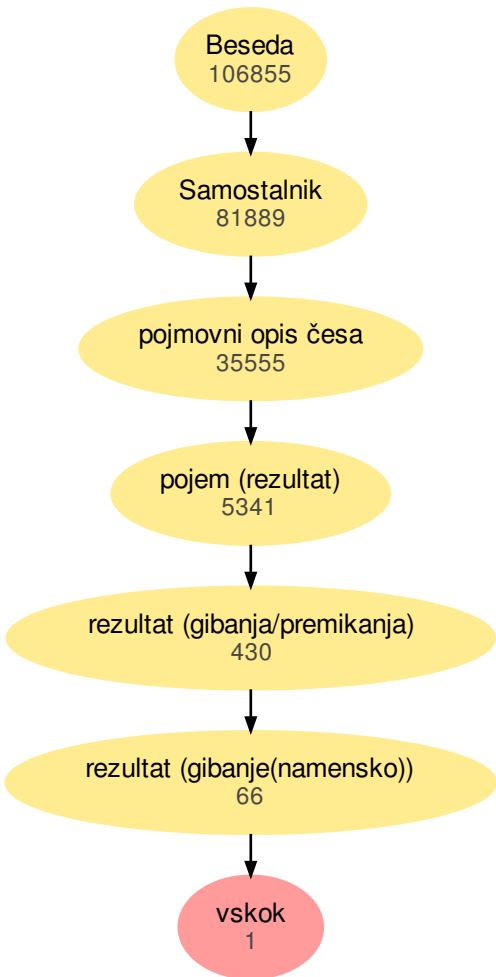 Beseda
106855
Samostalnik
81889
pojmovni opis česa
35555
pojem (rezultat)
5341
rezultat (gibanja/premikanja)
430
rezultat (gibanje(namensko))
66
vskok
1